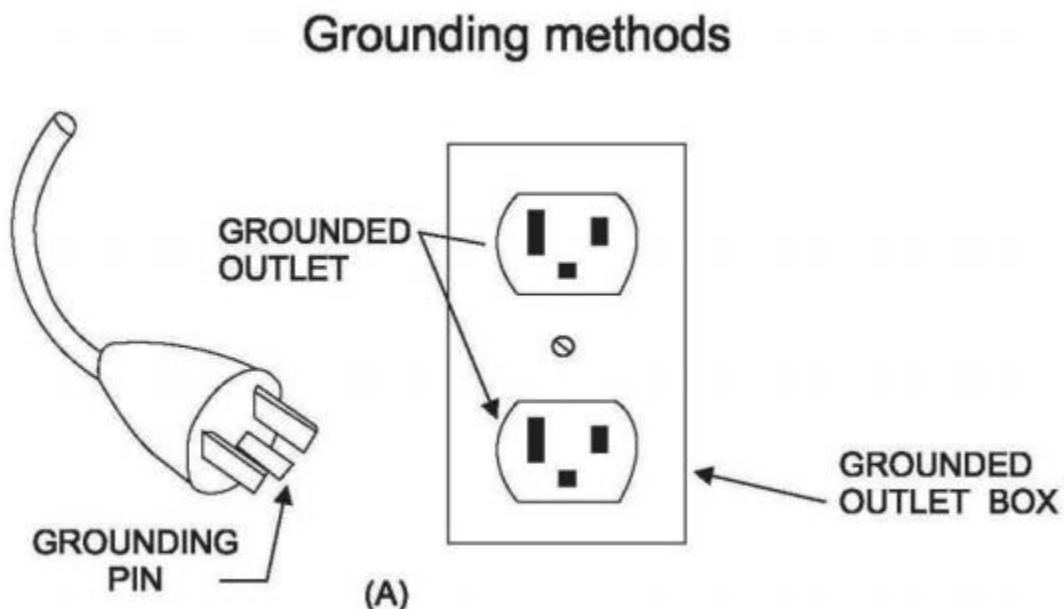 Grounding methods
GROUNDED
OUTLET
GROUNDED
OUTLET BOX
GROUNDING
PIN
(A)